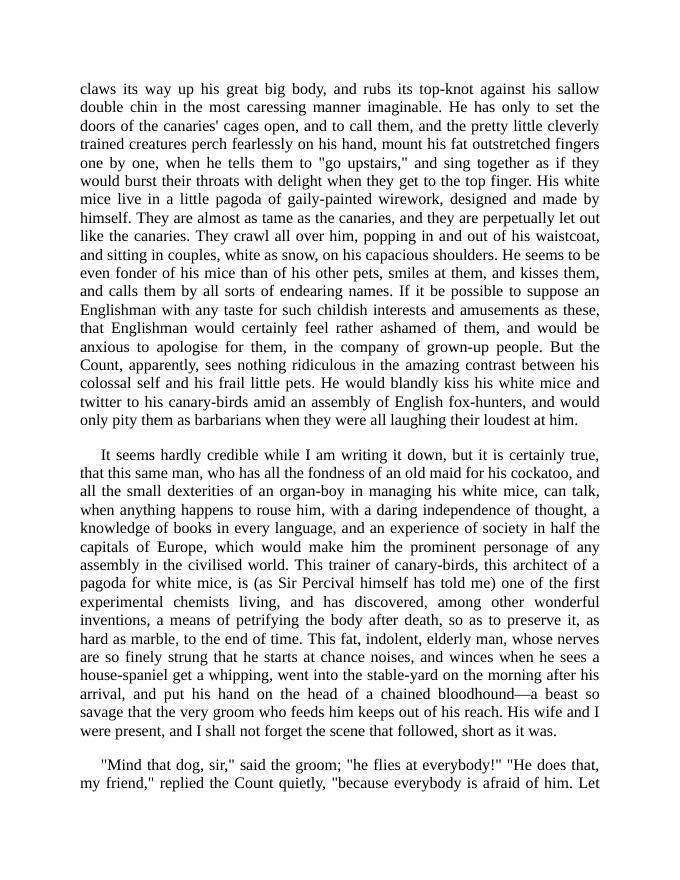 claws its way up his great big body, and rubs its top-knot against his sallow
double chin in the most caressing manner imaginable. He has only to set the
doors of the canaries' cages open, and to call them, and the pretty little cleverly
trained creatures perch fearlessly on his hand, mount his fat outstretched fingers
one by one, when he tells them to "go upstairs," and sing together as if they
would burst their throats with delight when they get to the top finger. His white
mice live in a little pagoda of gaily-painted wirework, designed and made by
himself. They are almost as tame as the canaries, and they are perpetually let out
like the canaries. They crawl all over him, popping in and out of his waistcoat,
and sitting in couples, white as snow, on his capacious shoulders. He seems to be
even fonder of his mice than of his other pets, smiles at them, and kisses them,
and calls them by all sorts of endearing names. If it be possible to suppose an
Englishman with any taste for such childish interests and amusements as these,
that Englishman would certainly feel rather ashamed of them, and would be
anxious to apologise for them, in the company of grown-up people. But the
Count, apparently, sees nothing ridiculous in the amazing contrast between his
colossal self and his frail little pets. He would blandly kiss his white mice and
twitter to his canary-birds amid an assembly of English fox-hunters, and would
only pity them as barbarians when they were all laughing their loudest at him.
It seems hardly credible while I am writing it down, but it is certainly true,
that this same man, who has all the fondness of an old maid for his cockatoo, and
all the small dexterities of an organ-boy in managing his white mice, can talk,
when anything happens to rouse him, with a daring independence of thought, a
knowledge of books in every language, and an experience of society in half the
capitals of Europe, which would make him the prominent personage of any
assembly in the civilised world. This trainer of canary-birds, this architect of a
pagoda for white mice, is (as Sir Percival himself has told me) one of the first
experimental chemists living, and has discovered, among other wonderful
inventions, a means of petrifying the body after death, so as to preserve it, as
hard as marble, to the end of time. This fat, indolent, elderly man, whose nerves
are so finely strung that he starts at chance noises, and winces when he sees a
house-spaniel get a whipping, went into the stable-yard on the morning after his
arrival, and put his hand on the head of a chained bloodhound—a beast so
savage that the very groom who feeds him keeps out of his reach. His wife and I
were present, and I shall not forget the scene that followed, short as it was.
"Mind that dog, sir," said the groom; "he flies at everybody!" "He does that,
my friend," replied the Count quietly, "because everybody is afraid of him. Let